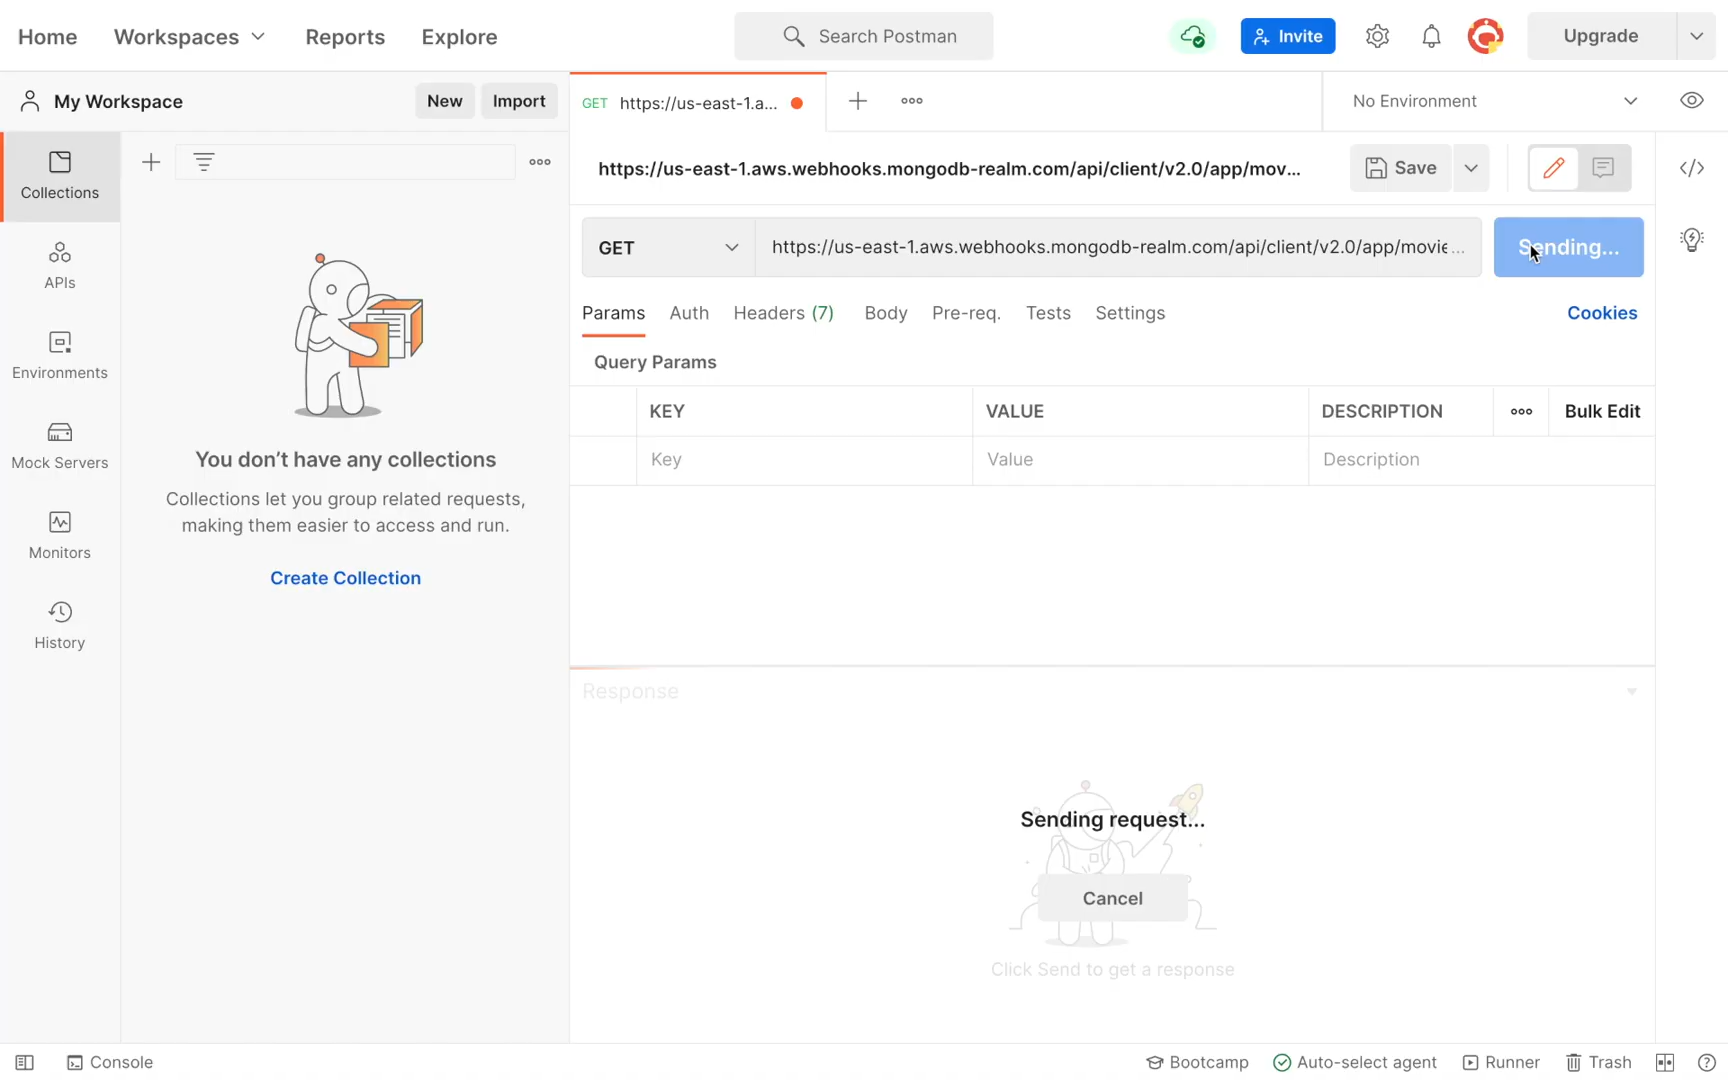 Home
Workspaces
Reports
Explore
Search Postman
Invite
Upgrade
My Workspace
New
Import
GET https://us-east-1.a...
No Environment
https://us-east-1.aws.webhooks.mongodb-realm.com/api/client/v2.0/app/mov...
Save
GET
https://us-east-1.aws.webhooks.mongodb-realm.com/api/client/v2.0/app/movie...
Sending...
Params
Auth
Headers (7)
Body
Pre-req.
Tests
Settings
Cookies
Query Params
KEY
VALUE
DESCRIPTION
Bulk Edit
Key
Value
Description
Collections
APIs
Environments
Mock Servers
Monitors
History
You don't have any collections
Collections let you group related requests,
making them easier to access and run.
Create Collection
Response
Sending request...
Cancel
Click Send to get a response
Console
Bootcamp
Auto-select agent
Runner
Trash